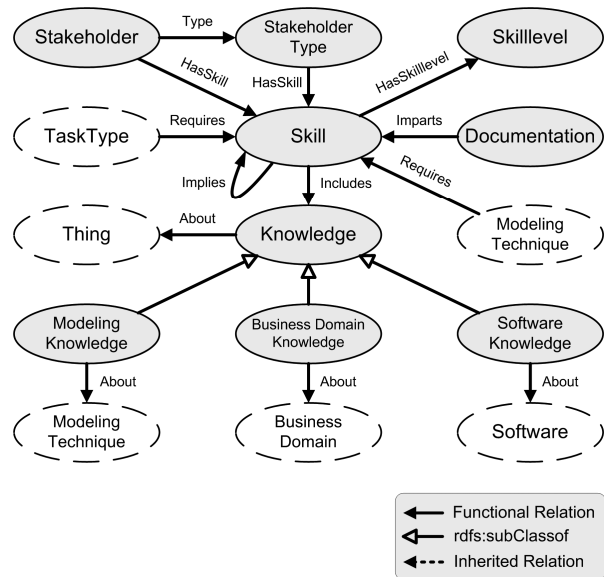 Stakeholder
Type
Stakeholder
Type
Skilllevel
HasSkill
HasSkill
HasSkilllevel
TaskType
Requires
Skill
Imparts
Documentation
Implies
Includes
Requires
Thing
About
Knowledge
Modeling
Technique
Modeling
Knowledge
Business Domain
Knowledge
Software
Knowledge
About
About
About
Modeling
Technique
Business
Domain
Software
Functional Relation
rdfs:subClassof
Inherited Relation